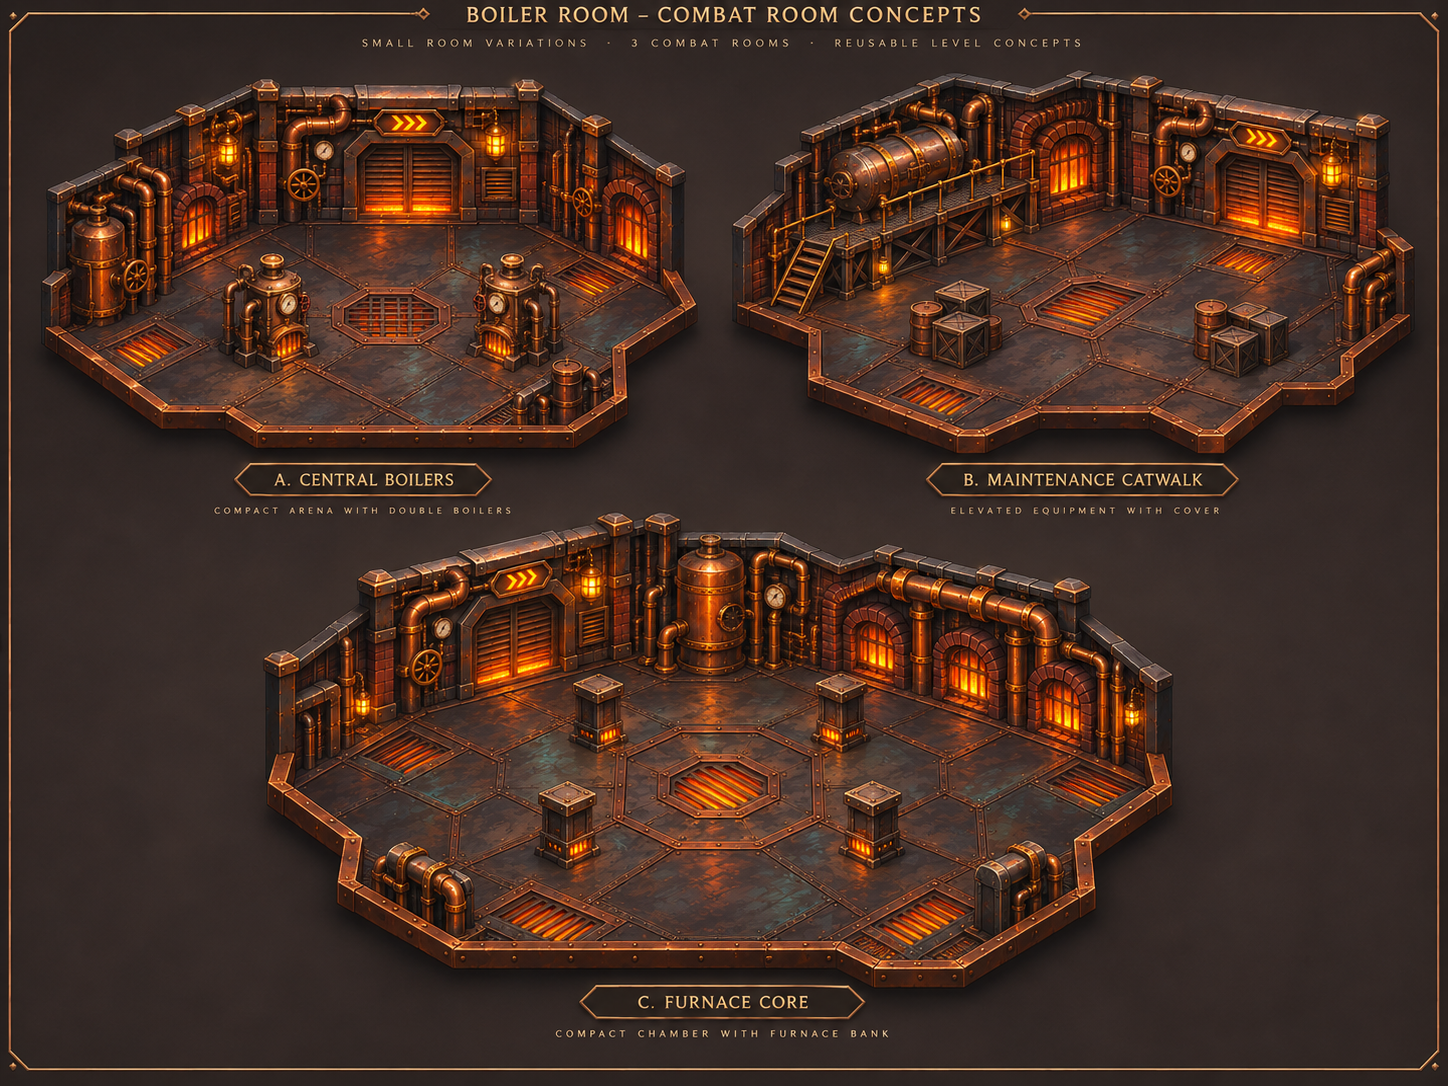 BOILER ROOM – COMBAT ROOM CONCEPTS
SMALL ROOM VARIATIONS · 3 COMBAT ROOMS · REUSABLE LEVEL CONCEPTS
A. CENTRAL BOILERS
COMPACT ARENA WITH DOUBLE BOILERS
B. MAINTENANCE CATWALK
ELEVATED EQUIPMENT WITH COVER
C. FURNACE CORE
COMPACT CHAMBER WITH FURNACE BANK